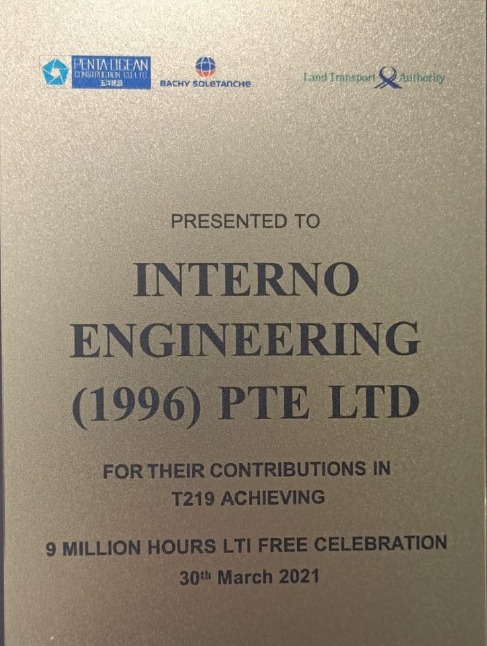 PENTA-OCEAN
CONSTRUCTION CO., LTD
五洋建設
BACHY SOLETANCHE
Land Transport Authority
PRESENTED TO
INTERNO
ENGINEERING
(1996) PTE LTD
FOR THEIR CONTRIBUTIONS IN
T219 ACHIEVING
9 MILLION HOURS LTI FREE CELEBRATION
30th March 2021